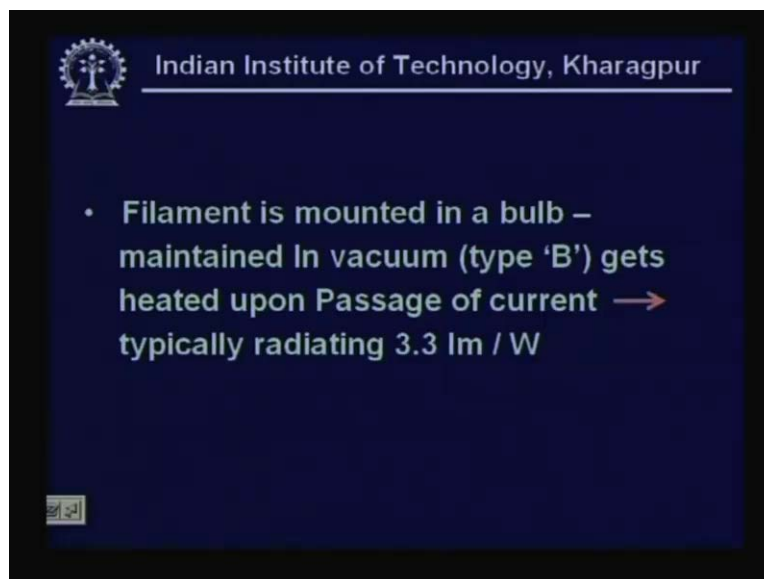 Indian Institute of Technology, Kharagpur
• Filament is mounted in a bulb –
maintained In vacuum (type ‘B’) gets
heated upon Passage of current →
typically radiating 3.3 lm / W